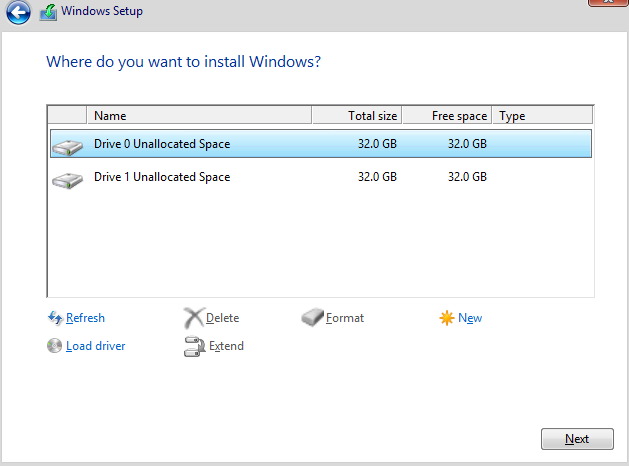 Windows Setup
Where do you want to install Windows?
Name Total size Free space Type
Drive 0 Unallocated Space 32.0 GB 32.0 GB
Drive 1 Unallocated Space 32.0 GB 32.0 GB
Refresh Delete Format New
Load driver Extend
Next